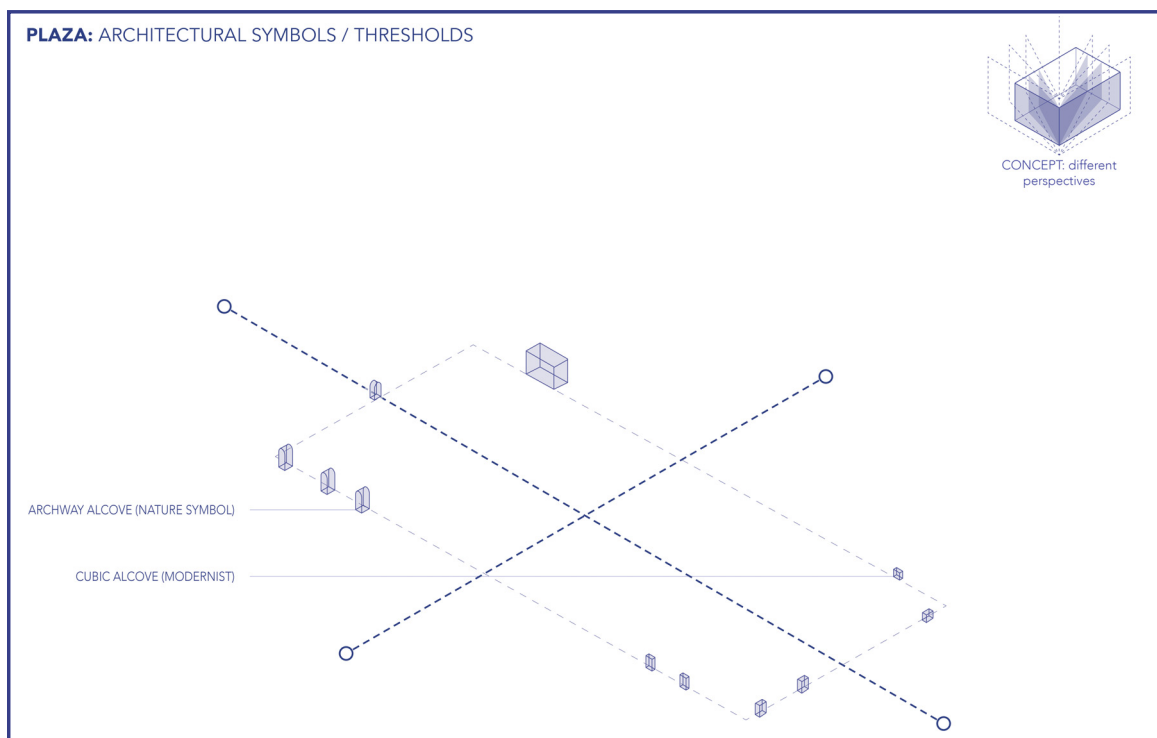 PLAZA: ARCHITECTURAL SYMBOLS / THRESHOLDS
CONCEPT: different
perspectives
ARCHWAY ALCOVE (NATURE SYMBOL)
CUBIC ALCOVE (MODERNIST)